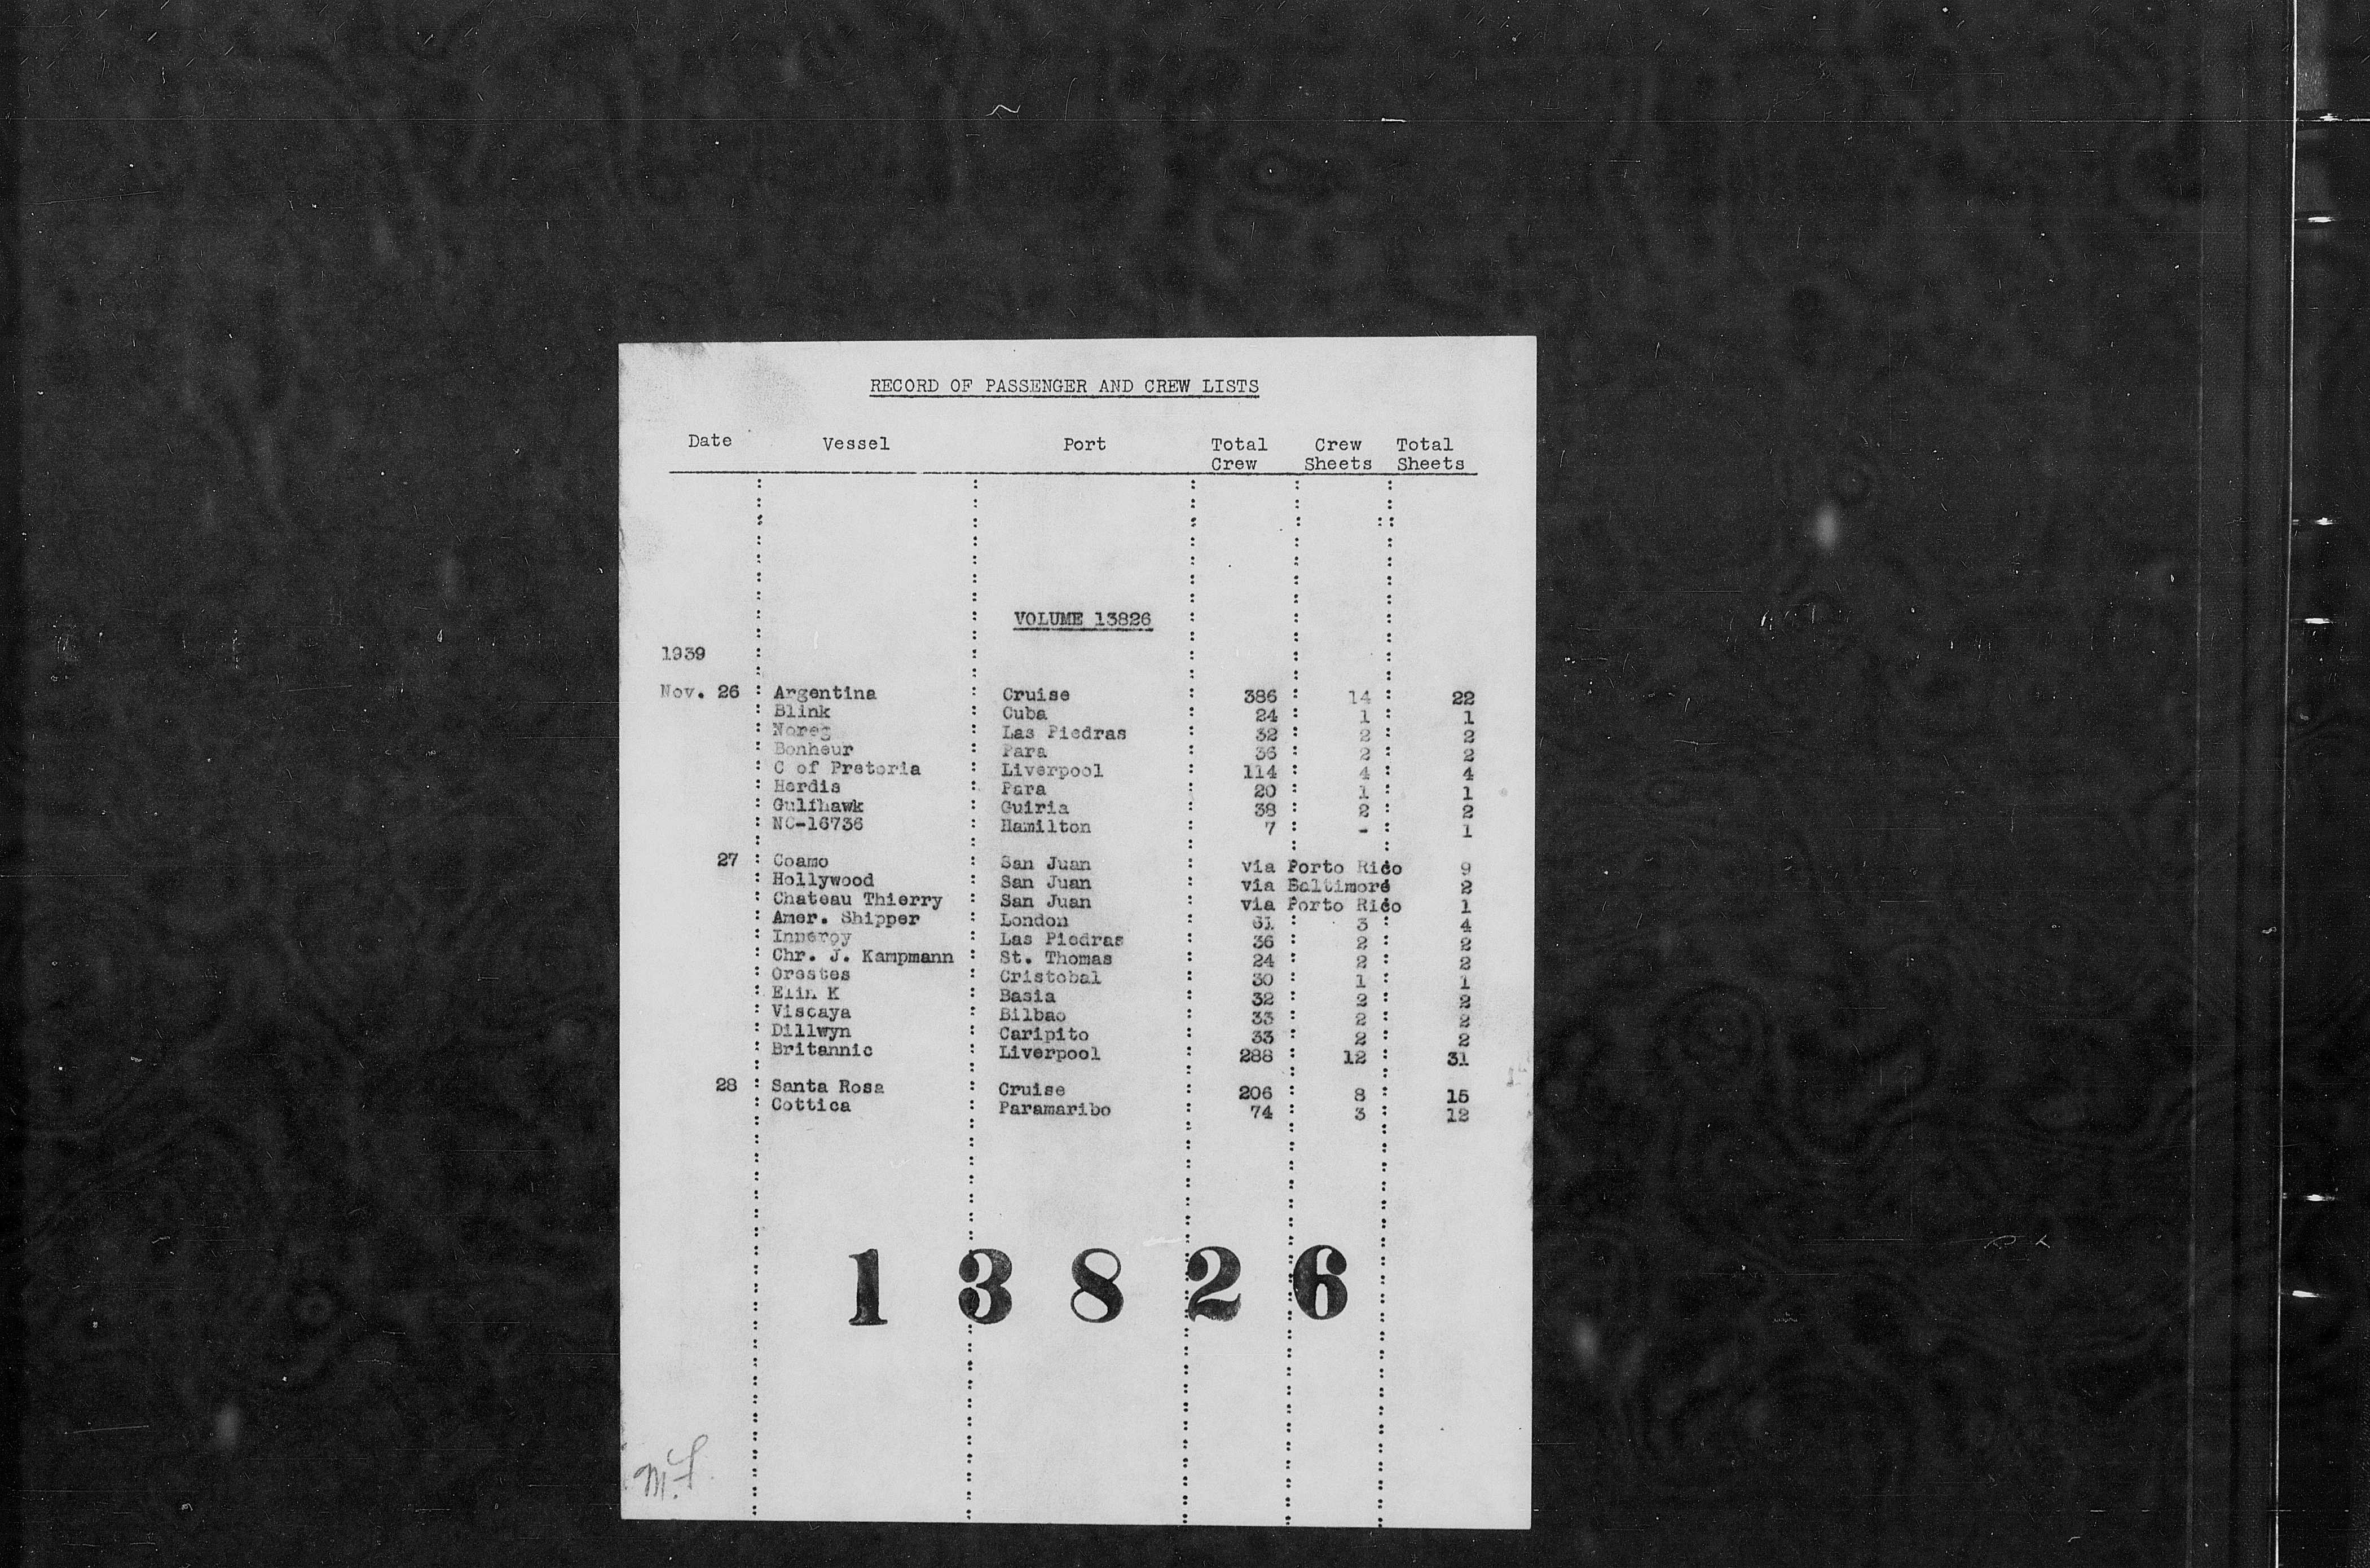 RECORD OF PASSENGER AND CREW LISTS
Date Vessel Port Total Crew Crew Sheets Total Sheets
VOLUME 13826
1939
Nov. 26 Argentina Cruise 386 14 22
Blink Cuba 24 1 1
Noreg Las Piedras 32 2 2
Bonheur Para 36 2 2
C of Pretoria Liverpool 114 4 4
Herdis Para 20 1 1
Gulfhawk Guiria 38 2 2
NC-16736 Hamilton 7 - 1
27 Coamo San Juan via Porto Rico 9
Hollywood San Juan via Baltimore 2
Chateau Thierry San Juan via Porto Rico 1
Amer. Shipper London 61 3 4
Inneroy Las Piedras 36 2 2
Chr. J. Kampmann St. Thomas 24 2 2
Orestes Cristobal 30 1 1
Elin K Basia 32 2 2
Viscaya Bilbao 33 2 2
Dillwyn Caripito 33 2 2
Britannic Liverpool 288 12 31
28 Santa Rosa Cruise 206 8 15
Cottica Paramaribo 74 3 12
1 3 8 2 6